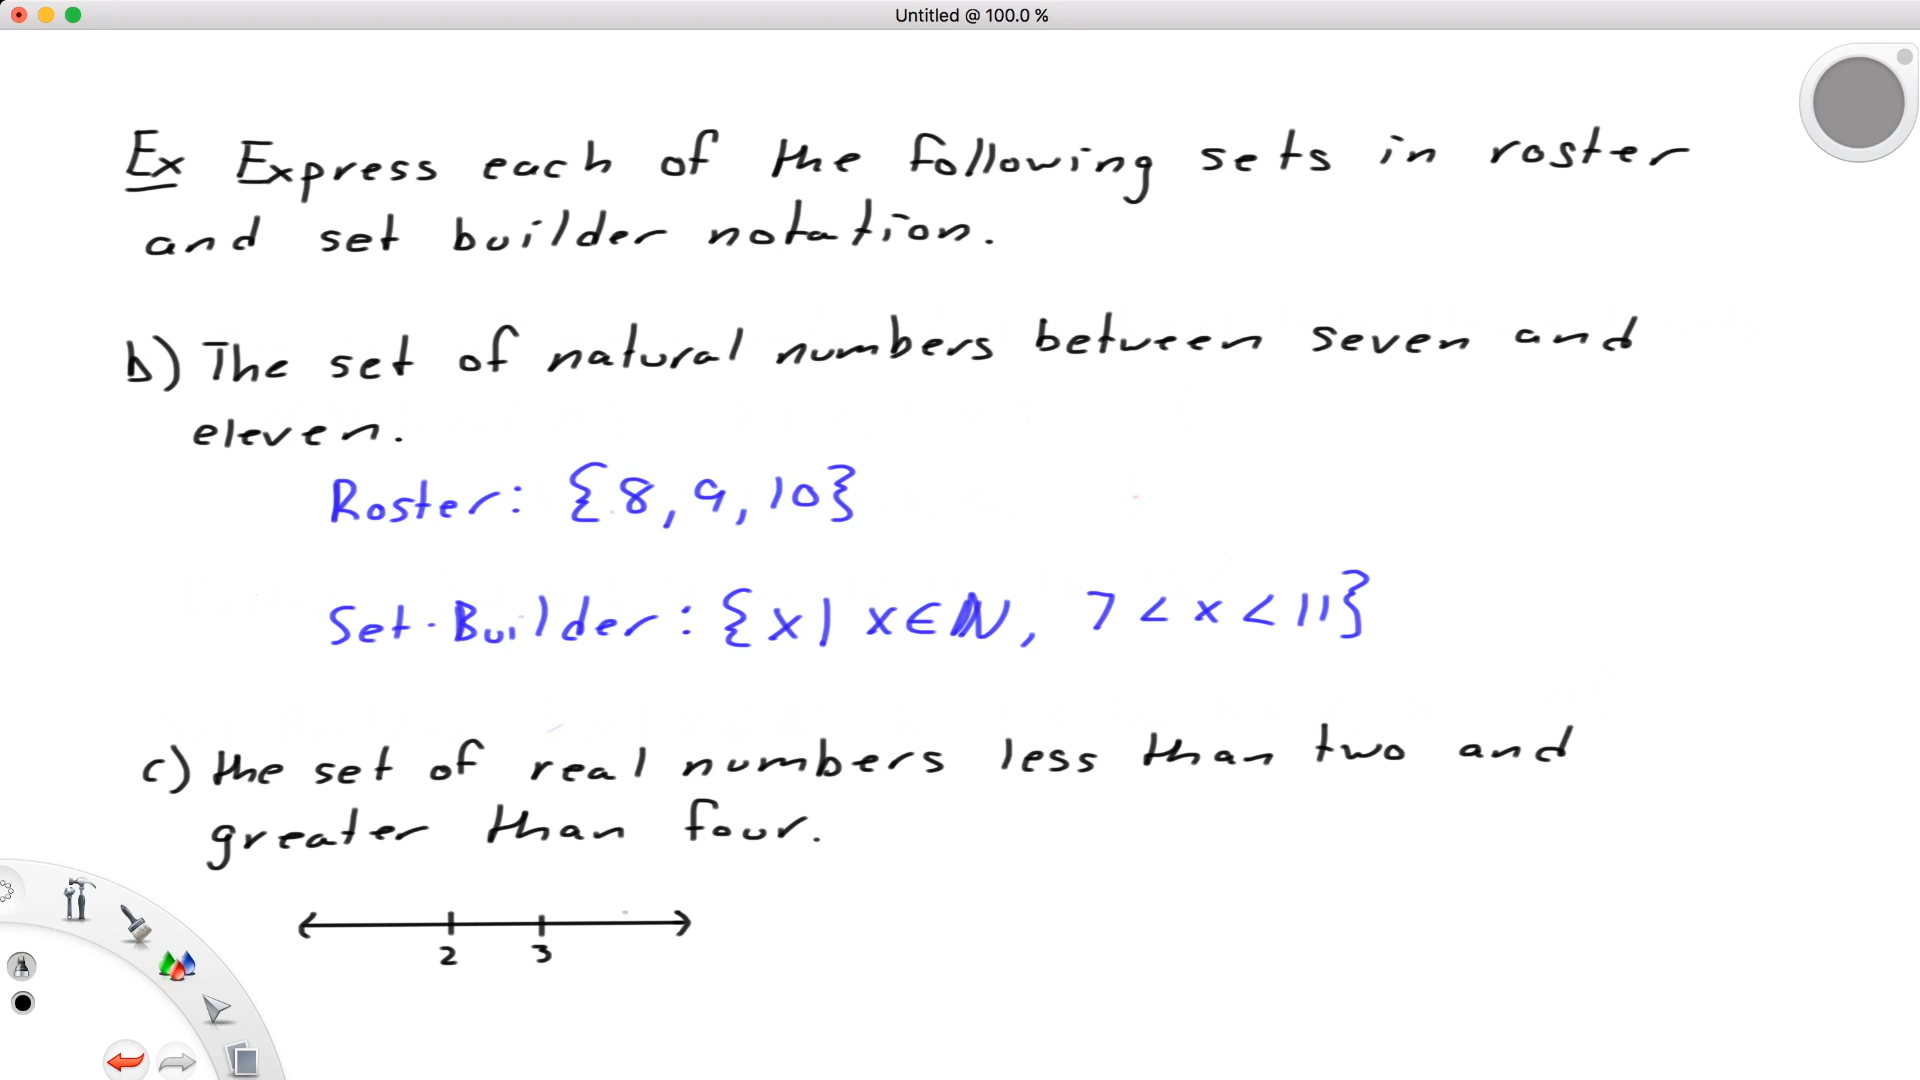 Untitled @ 100.0 %
Ex Express each of the following sets in roster
and set builder notation.
b) The set of natural numbers between seven and
eleven.
Roster: {8, 9, 10}
Set-Builder: {x | x∈ℕ, 7 < x < 11}
c) the set of real numbers less than two and
greater than four.
2 3